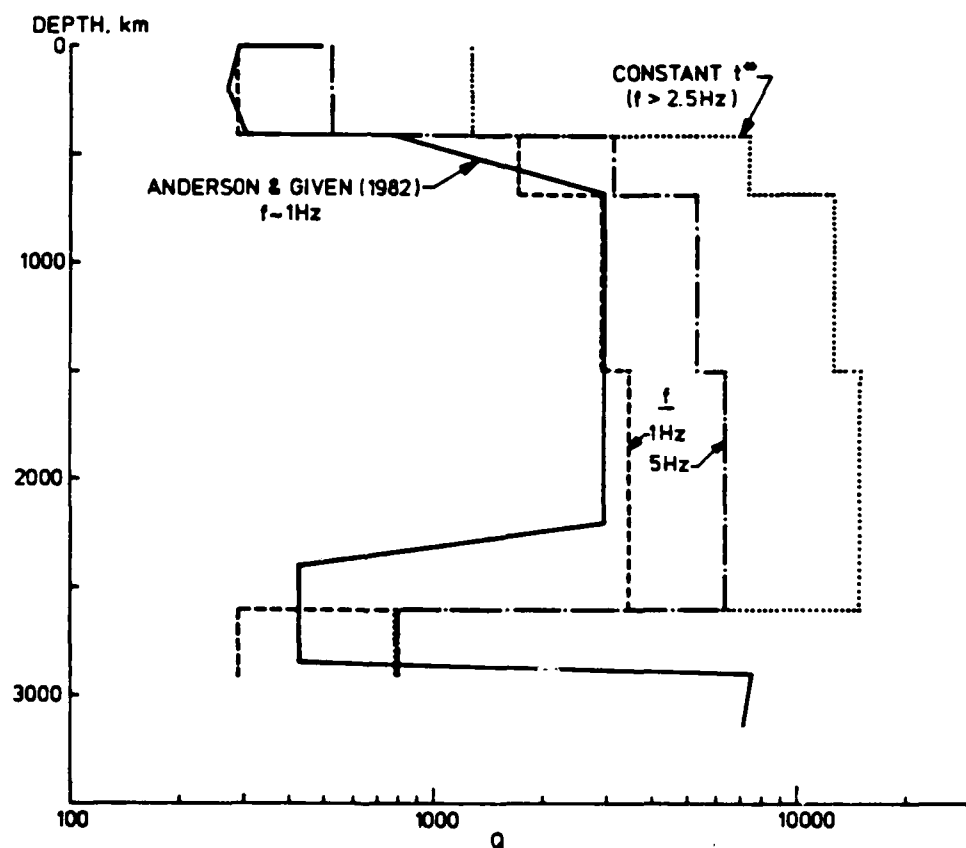 DEPTH, km
0
CONSTANT t*
(f > 2.5Hz)
ANDERSON & GIVEN (1982)
f~1Hz
1000
f
1Hz
5Hz
2000
3000
100
1000
10000
Q